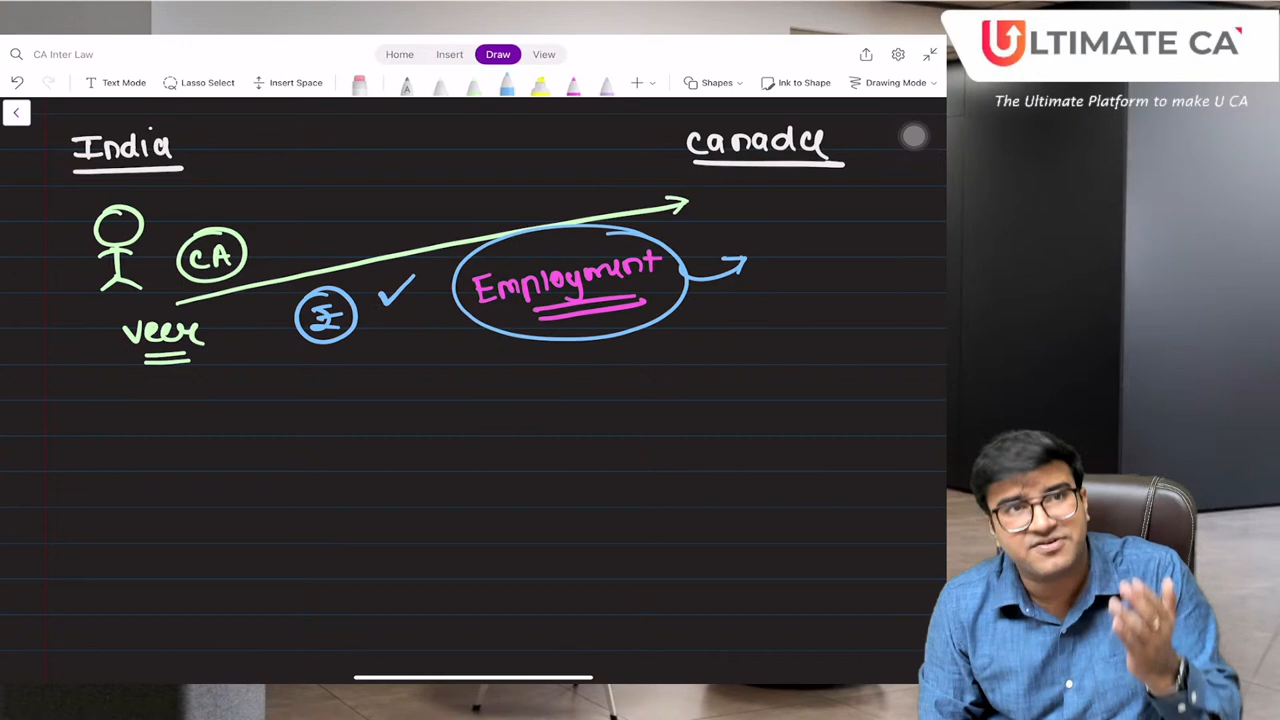 ULTIMATE CA
The Ultimate Platform to make U CA
CA Inter Law
Home Insert Draw View
Text Mode Lasso Select Insert Space Shapes Ink to Shape Drawing Mode
India
Canada
CA
Employment
₹
veer